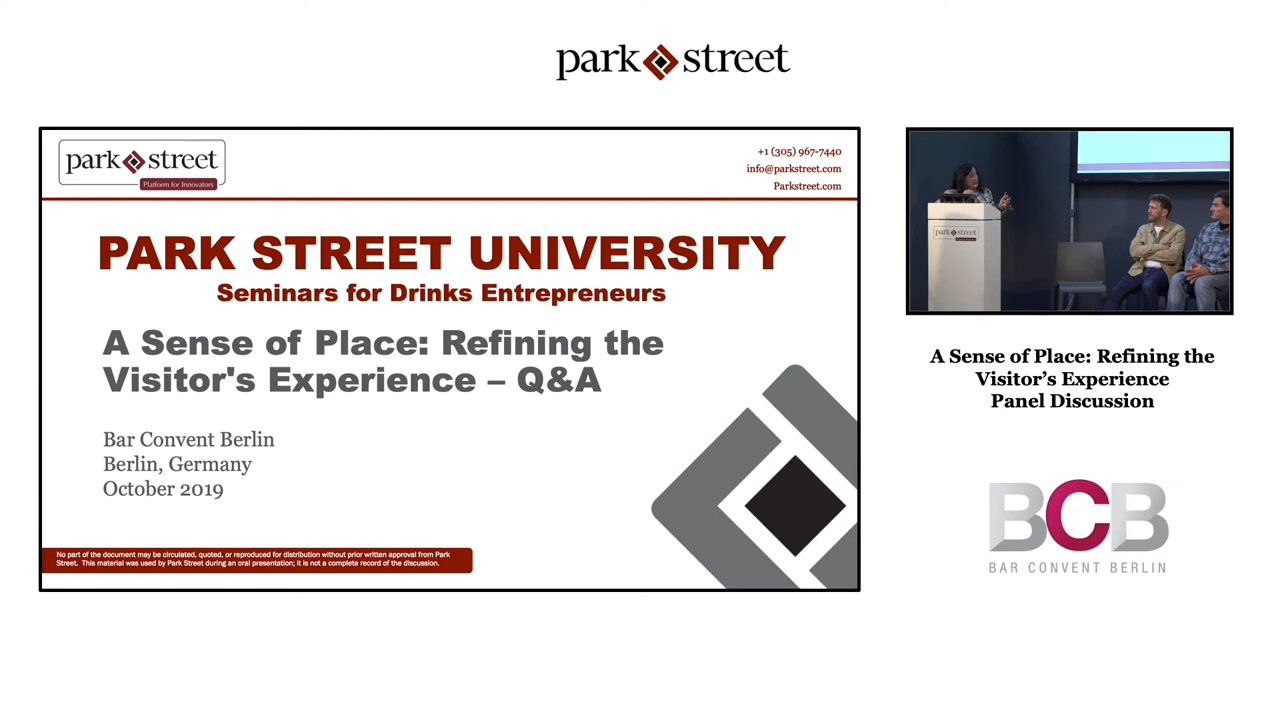 park street
park street
Platform for Innovators
+1 (305) 967-7440
info@parkstreet.com
Parkstreet.com
PARK STREET UNIVERSITY
Seminars for Drinks Entrepreneurs
A Sense of Place: Refining the
Visitor's Experience – Q&A
Bar Convent Berlin
Berlin, Germany
October 2019
No part of the document may be circulated, quoted, or reproduced for distribution without prior written approval from Park
Street. This material was used by Park Street during an oral presentation; it is not a complete record of the discussion.
park street
A Sense of Place: Refining the
Visitor’s Experience
Panel Discussion
BCB
BAR CONVENT BERLIN